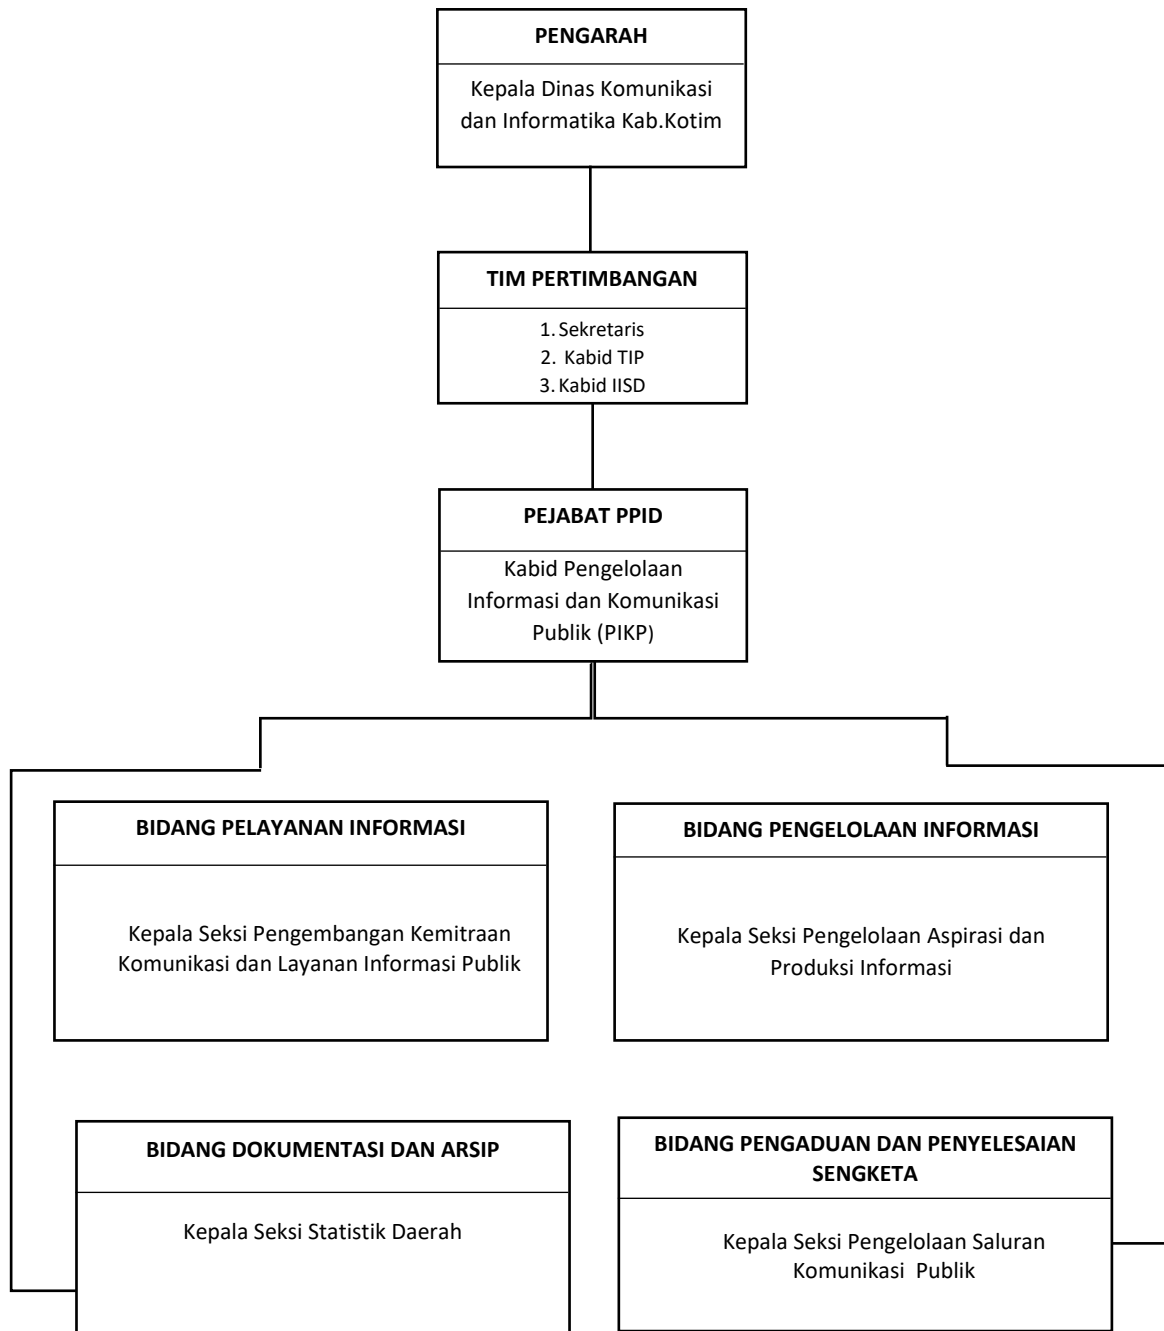 PENGARAH
Kepala Dinas Komunikasi
dan Informatika Kab.Kotim
TIM PERTIMBANGAN
1. Sekretaris
2. Kabid TIP
3. Kabid IISD
PEJABAT PPID
Kabid Pengelolaan
Informasi dan Komunikasi
Publik (PIKP)
BIDANG PELAYANAN INFORMASI
Kepala Seksi Pengembangan Kemitraan
Komunikasi dan Layanan Informasi Publik
BIDANG PENGELOLAAN INFORMASI
Kepala Seksi Pengelolaan Aspirasi dan
Produksi Informasi
BIDANG DOKUMENTASI DAN ARSIP
Kepala Seksi Statistik Daerah
BIDANG PENGADUAN DAN PENYELESAIAN
SENGKETA
Kepala Seksi Pengelolaan Saluran
Komunikasi Publik